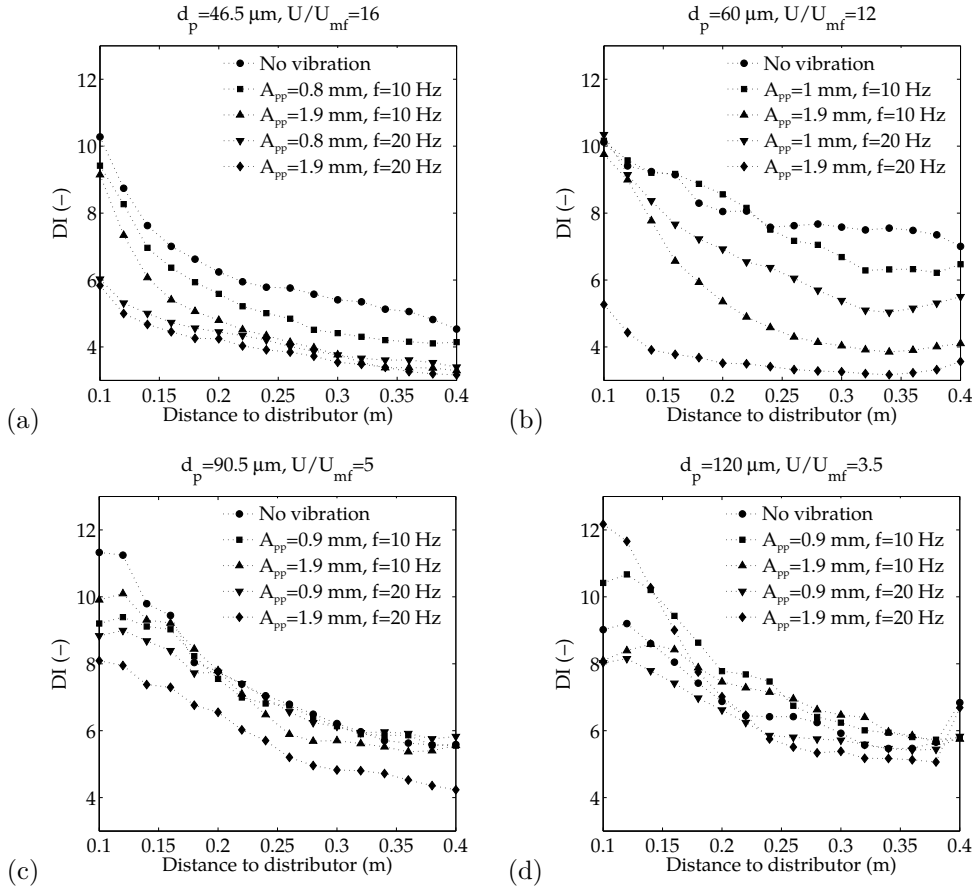 d_p=46.5 µm, U/U_mf=16
12
10
8
6
4
DI (−)
No vibration
A_pp=0.8 mm, f=10 Hz
A_pp=1.9 mm, f=10 Hz
A_pp=0.8 mm, f=20 Hz
A_pp=1.9 mm, f=20 Hz
0.1 0.15 0.2 0.25 0.3 0.35 0.4
Distance to distributor (m)
(a)
d_p=60 µm, U/U_mf=12
12
10
8
6
4
DI (−)
No vibration
A_pp=1 mm, f=10 Hz
A_pp=1.9 mm, f=10 Hz
A_pp=1 mm, f=20 Hz
A_pp=1.9 mm, f=20 Hz
0.1 0.15 0.2 0.25 0.3 0.35 0.4
Distance to distributor (m)
(b)
d_p=90.5 µm, U/U_mf=5
12
10
8
6
4
DI (−)
No vibration
A_pp=0.9 mm, f=10 Hz
A_pp=1.9 mm, f=10 Hz
A_pp=0.9 mm, f=20 Hz
A_pp=1.9 mm, f=20 Hz
0.1 0.15 0.2 0.25 0.3 0.35 0.4
Distance to distributor (m)
(c)
d_p=120 µm, U/U_mf=3.5
12
10
8
6
4
DI (−)
No vibration
A_pp=0.9 mm, f=10 Hz
A_pp=1.9 mm, f=10 Hz
A_pp=0.9 mm, f=20 Hz
A_pp=1.9 mm, f=20 Hz
0.1 0.15 0.2 0.25 0.3 0.35 0.4
Distance to distributor (m)
(d)